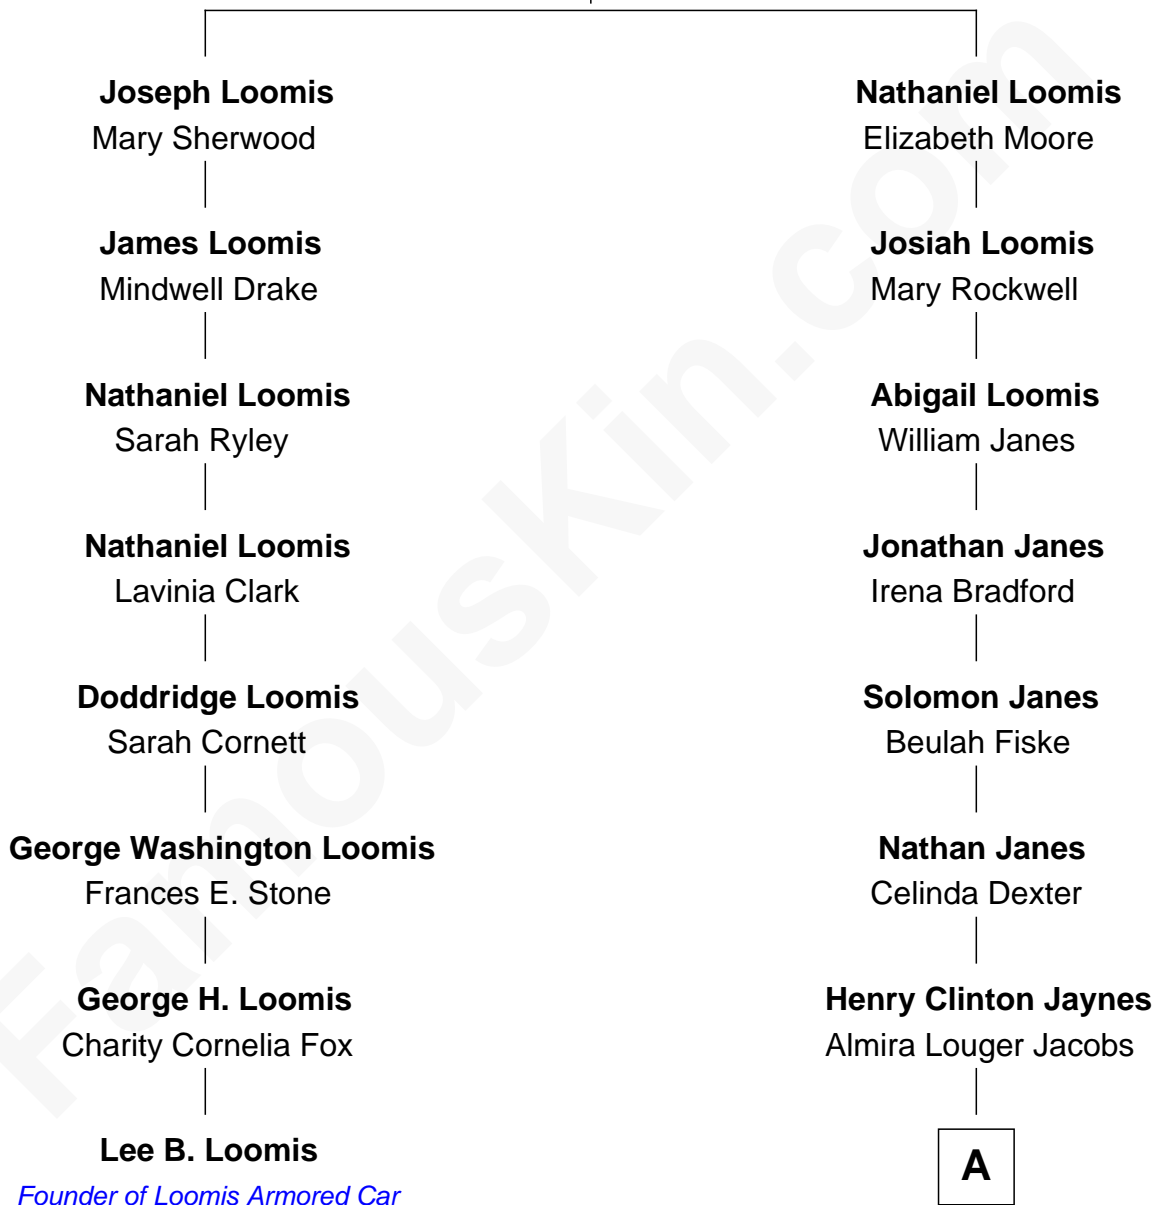 Joseph Loomis
Mary Sherwood
James Loomis
Mindwell Drake
Nathaniel Loomis
Sarah Ryley
Nathaniel Loomis
Lavinia Clark
Doddridge Loomis
Sarah Cornett
George Washington Loomis
Frances E. Stone
George H. Loomis
Charity Cornelia Fox
Lee B. Loomis
Founder of Loomis Armored Car
Nathaniel Loomis
Elizabeth Moore
Josiah Loomis
Mary Rockwell
Abigail Loomis
William Janes
Jonathan Janes
Irena Bradford
Solomon Janes
Beulah Fiske
Nathan Janes
Celinda Dexter
Henry Clinton Jaynes
Almira Louger Jacobs
A
FamousKin.com